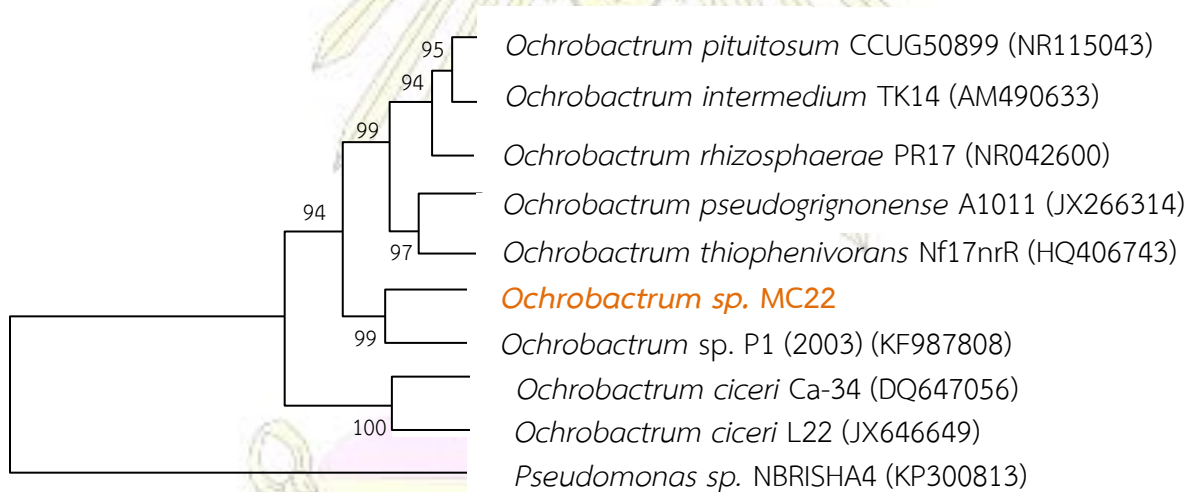 95
Ochrobactrum pituitosum CCUG50899 (NR115043)
94
Ochrobactrum intermedium TK14 (AM490633)
99
Ochrobactrum rhizosphaerae PR17 (NR042600)
94
Ochrobactrum pseudogrignonense A1011 (JX266314)
97
Ochrobactrum thiophenivorans Nf17nrR (HQ406743)
Ochrobactrum sp. MC22
99
Ochrobactrum sp. P1 (2003) (KF987808)
Ochrobactrum ciceri Ca-34 (DQ647056)
100
Ochrobactrum ciceri L22 (JX646649)
Pseudomonas sp. NBRISHA4 (KP300813)